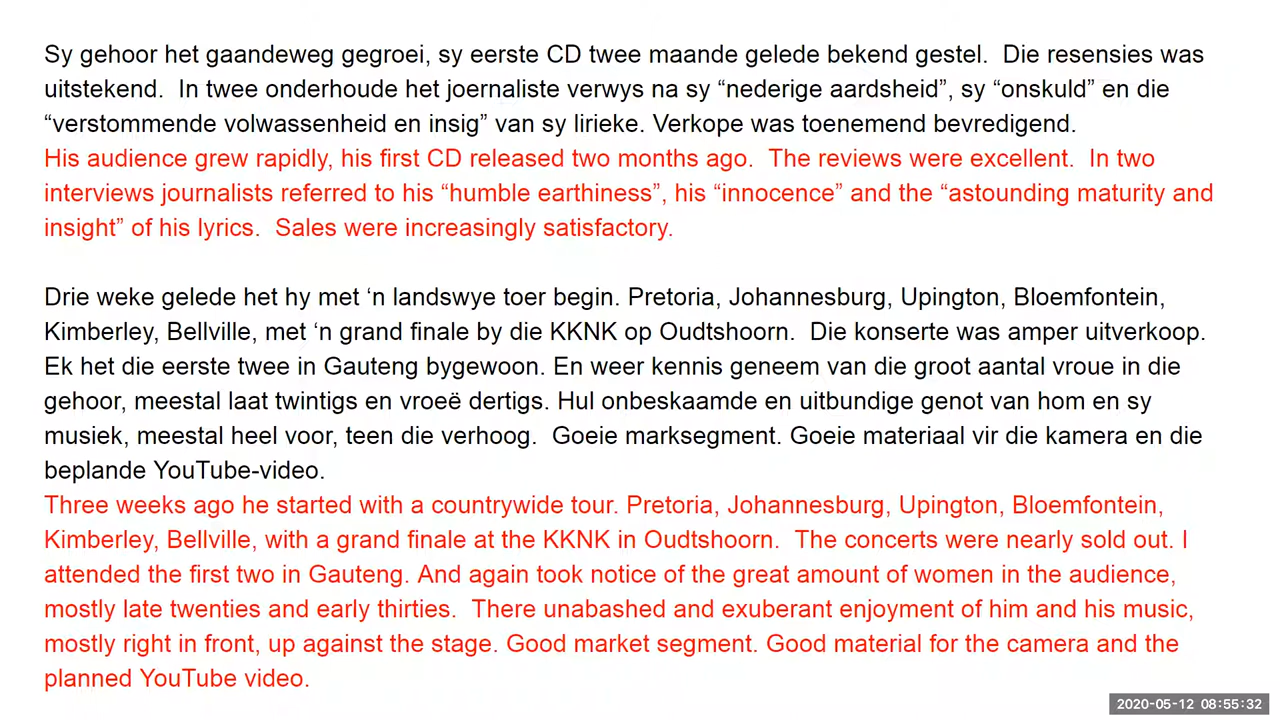 Sy gehoor het gaandeweg gegroei, sy eerste CD twee maande gelede bekend gestel.  Die resensies was
uitstekend.  In twee onderhoude het joernaliste verwys na sy “nederige aardsheid”, sy “onskuld” en die
“verstommende volwassenheid en insig” van sy lirieke. Verkope was toenemend bevredigend.
His audience grew rapidly, his first CD released two months ago.  The reviews were excellent.  In two
interviews journalists referred to his “humble earthiness”, his “innocence” and the “astounding maturity and
insight” of his lyrics.  Sales were increasingly satisfactory.
Drie weke gelede het hy met ‘n landswye toer begin. Pretoria, Johannesburg, Upington, Bloemfontein,
Kimberley, Bellville, met ‘n grand finale by die KKNK op Oudtshoorn.  Die konserte was amper uitverkoop.
Ek het die eerste twee in Gauteng bygewoon. En weer kennis geneem van die groot aantal vroue in die
gehoor, meestal laat twintigs en vroeë dertigs. Hul onbeskaamde en uitbundige genot van hom en sy
musiek, meestal heel voor, teen die verhoog.  Goeie marksegment. Goeie materiaal vir die kamera en die
beplande YouTube-video.
Three weeks ago he started with a countrywide tour. Pretoria, Johannesburg, Upington, Bloemfontein,
Kimberley, Bellville, with a grand finale at the KKNK in Oudtshoorn.  The concerts were nearly sold out. I
attended the first two in Gauteng. And again took notice of the great amount of women in the audience,
mostly late twenties and early thirties.  There unabashed and exuberant enjoyment of him and his music,
mostly right in front, up against the stage. Good market segment. Good material for the camera and the
planned YouTube video.
2020-05-12 08:55:32